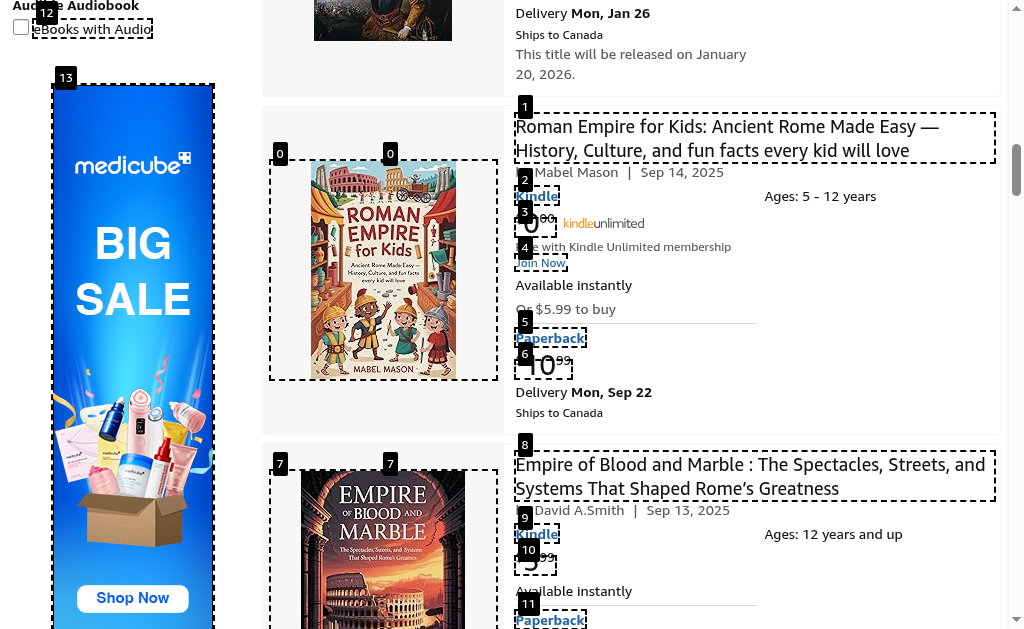 Audible Audiobook
12
eBooks with Audio
13
medicube
BIG
SALE
medicube
Shop Now
Delivery Mon, Jan 26
Ships to Canada
This title will be released on January
20, 2026.
0
0
ROMAN
EMPIRE
for Kids
Ancient Rome Made Easy —
History, Culture, and fun facts
every kid will love
MABEL MASON
1
Roman Empire for Kids: Ancient Rome Made Easy —
History, Culture, and fun facts every kid will love
Mabel Mason | Sep 14, 2025
2
Kindle
Ages: 5 - 12 years
3
0 00
kindleunlimited
with Kindle Unlimited membership
4
Join Now
Available instantly
Or $5.99 to buy
5
Paperback
6
10 99
Delivery Mon, Sep 22
Ships to Canada
7
7
EMPIRE
OF BLOOD AND
MARBLE
The Spectacles, Streets, and Systems
That Shaped Rome's Greatness
8
Empire of Blood and Marble : The Spectacles, Streets, and
Systems That Shaped Rome's Greatness
David A.Smith | Sep 13, 2025
9
Kindle
Ages: 12 years and up
10
99
Available instantly
11
Paperback